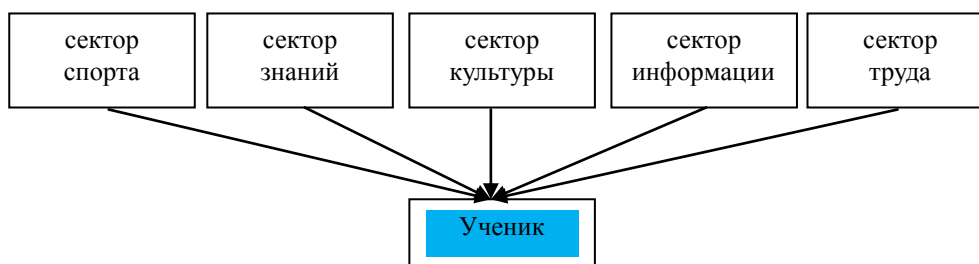 сектор
спорта
сектор
знаний
сектор
культуры
сектор
информации
сектор
труда
Ученик